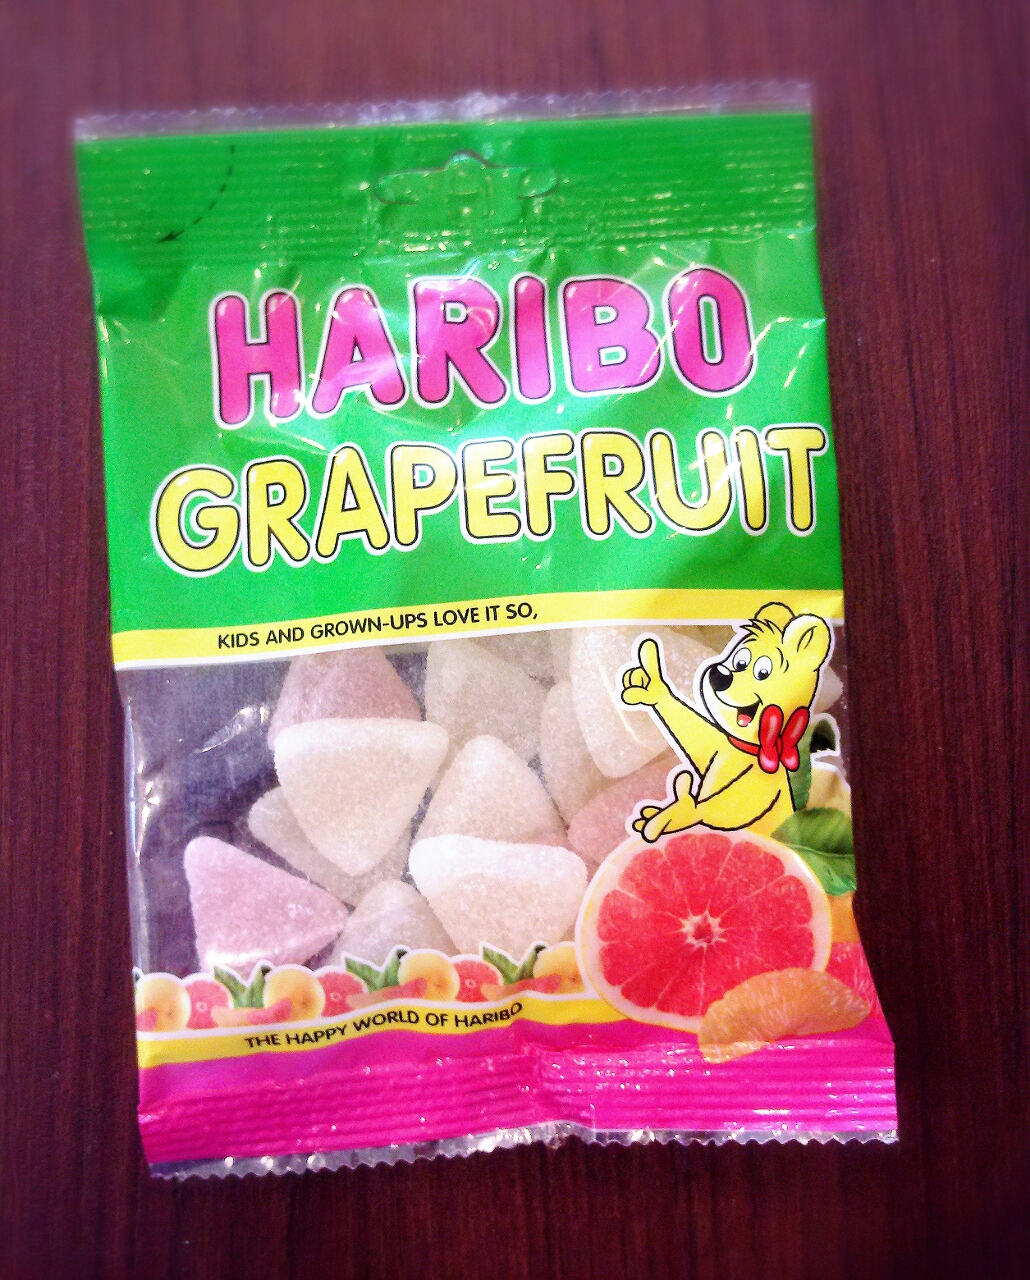 HARIBO
GRAPEFRUIT
KIDS AND GROWN-UPS LOVE IT SO,
THE HAPPY WORLD OF HARIBO